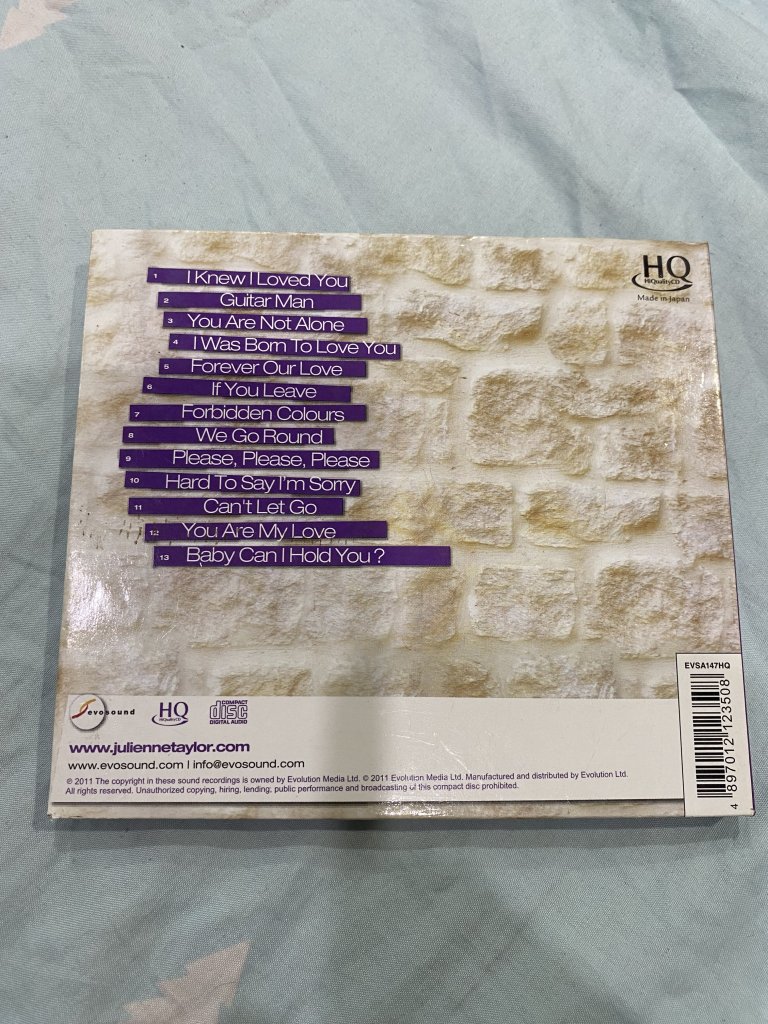 HQ
HiQualityCD
Made in Japan
1 I Knew I Loved You
2 Guitar Man
3 You Are Not Alone
4 I Was Born To Love You
5 Forever Our Love
6 If You Leave
7 Forbidden Colours
8 We Go Round
9 Please, Please, Please
10 Hard To Say I'm Sorry
11 Can't Let Go
12 You Are My Love
13 Baby Can I Hold You ?
EVSA147HQ
4 897012 123508
evosound
HQ
HiQualityCD
COMPACT
disc
DIGITAL AUDIO
www.juliennetaylor.com
www.evosound.com | info@evosound.com
℗ 2011 The copyright in these sound recordings is owned by Evolution Media Ltd. © 2011 Evolution Media Ltd. Manufactured and distributed by Evolution Ltd.
All rights reserved. Unauthorized copying, hiring, lending, public performance and broadcasting of this compact disc prohibited.